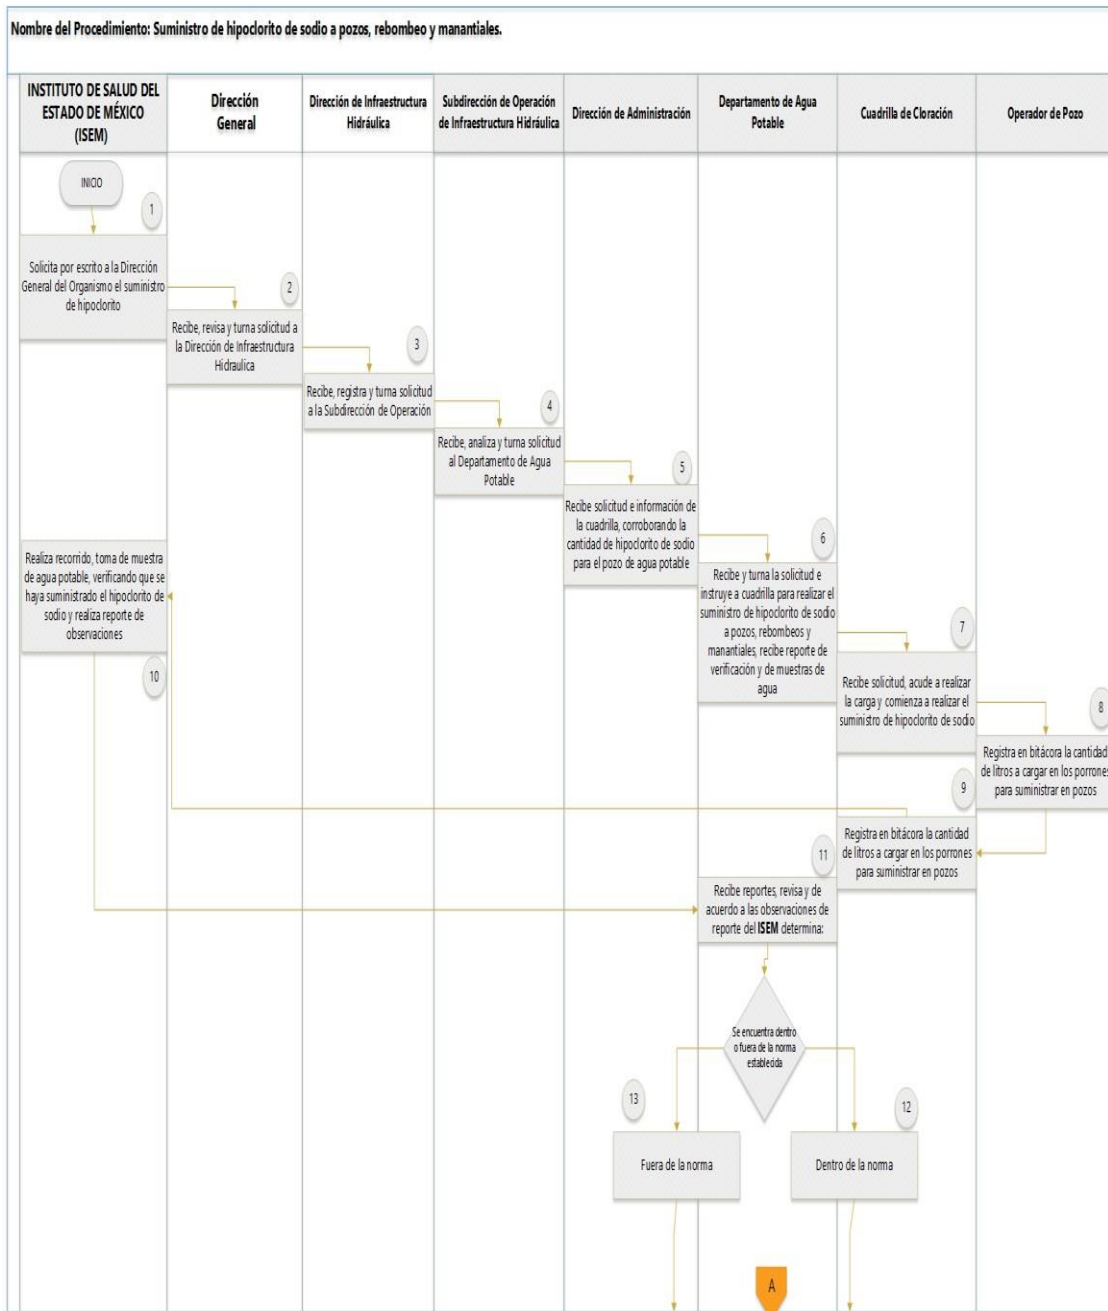 Nombre del Procedimiento: Suministro de hipoclorito de sodio a pozos, rebombeo y manantiales.
INSTITUTO DE SALUD DEL
ESTADO DE MÉXICO
(ISEM)
Dirección
General
Dirección de Infraestructura
Hidráulica
Subdirección de Operación
de Infraestructura Hidráulica
Dirección de Administración
Departamento de Agua
Potable
Cuadrilla de Cloración
Operador de Pozo
INICIO
1
Solicita por escrito a la Dirección
General del Organismo el suministro
de hipoclorito
2
Recibe, revisa y turna solicitud a
la Dirección de Infraestructura
Hidraulica
3
Recibe, registra y turna solicitud
a la Subdirección de Operación
4
Recibe, analiza y turna solicitud
al Departamento de Agua
Potable
5
Recibe solicitud e información de
la cuadrilla, corroborando la
cantidad de hipoclorito de sodio
para el pozo de agua potable
6
Recibe y turna la solicitud e
instruye a cuadrilla para realizar el
suministro de hipoclorito de sodio
a pozos, rebombeos y
manantiales, recibe reporte de
verificación y de muestras de
agua
7
Recibe solicitud, acude a realizar
la carga y comienza a realizar el
suministro de hipoclorito de sodio
8
Registra en bitácora la cantidad
de litros a cargar en los porrones
para suministrar en pozos
9
Registra en bitácora la cantidad
de litros a cargar en los porrones
para suministrar en pozos
Realiza recorrido, toma de muestra
de agua potable, verificando que se
haya suministrado el hipoclorito de
sodio y realiza reporte de
observaciones
10
11
Recibe reportes, revisa y de
acuerdo a las observaciones de
reporte del ISEM determina:
Se encuentra dentro
o fuera de la norma
establecida
13
Fuera de la norma
12
Dentro de la norma
A